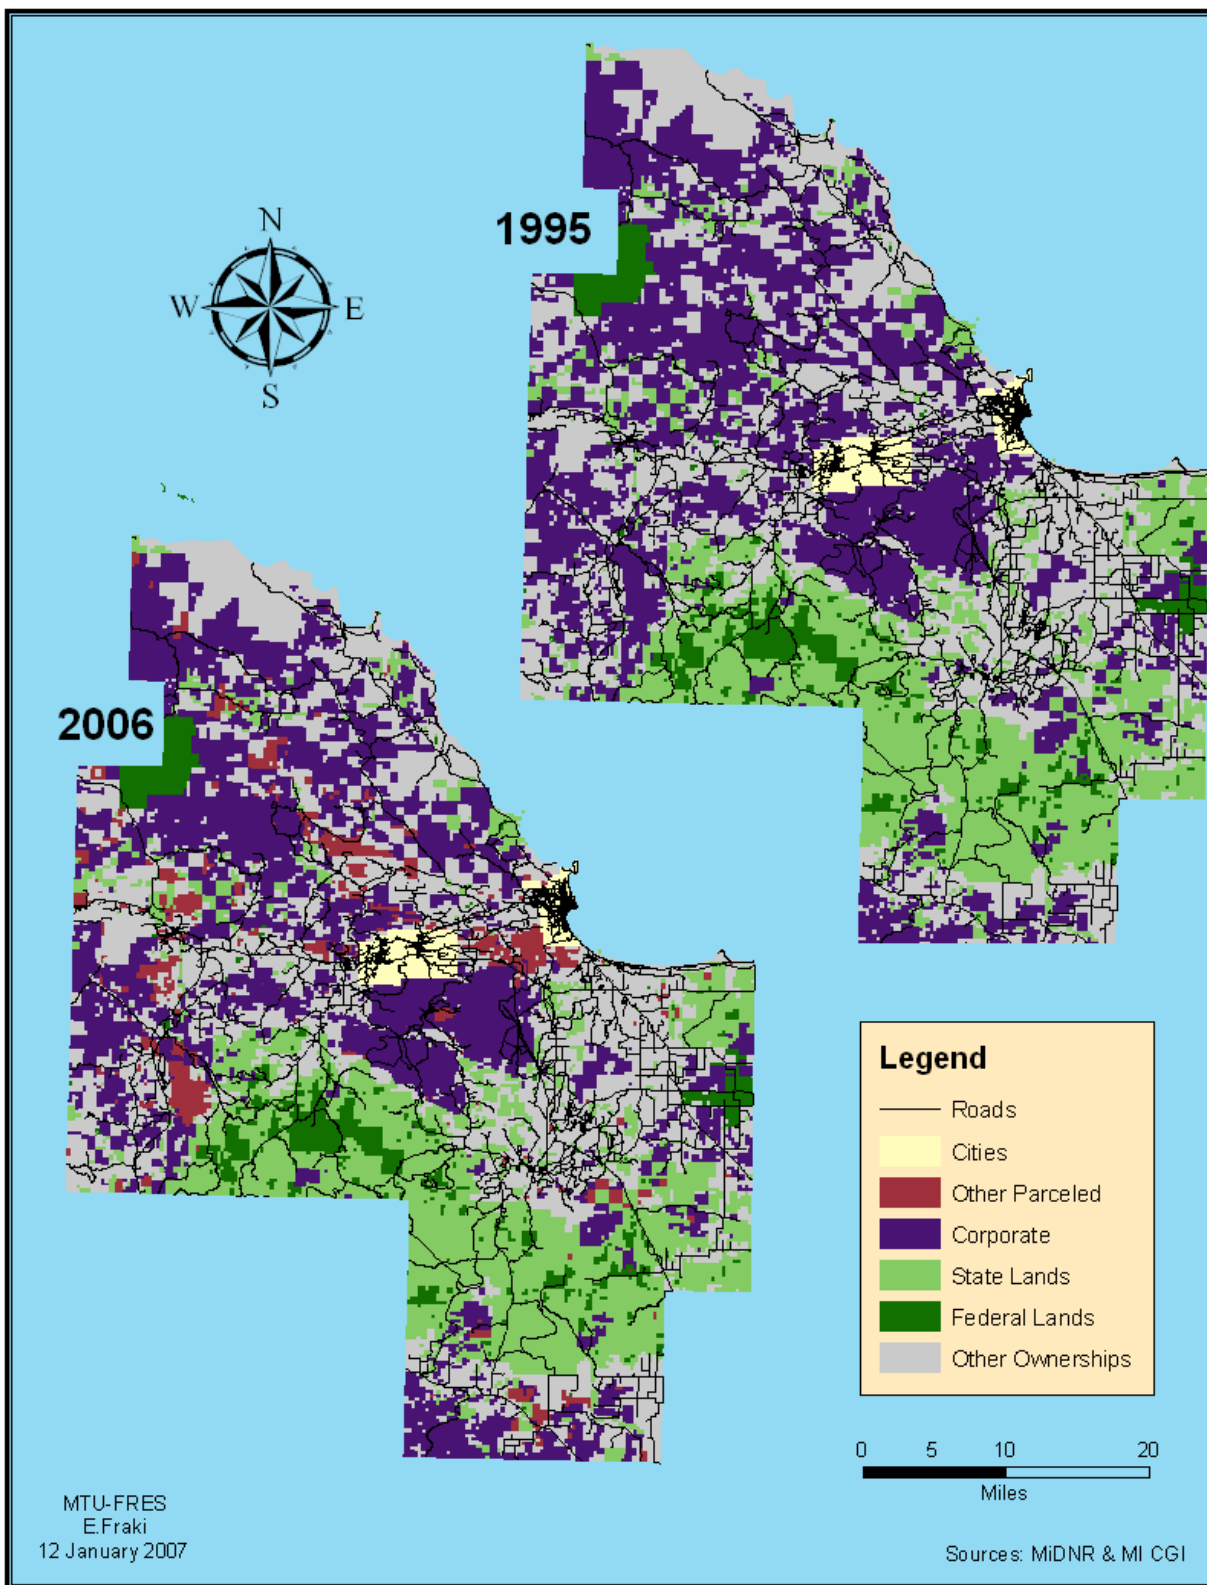 1995
N
W
E
S
2006
Legend
Roads
Cities
Other Parceled
Corporate
State Lands
Federal Lands
Other Ownerships
0 5 10 20
Miles
MTU-FRES
E.Fraki
12 January 2007
Sources: MiDNR & MI CGI